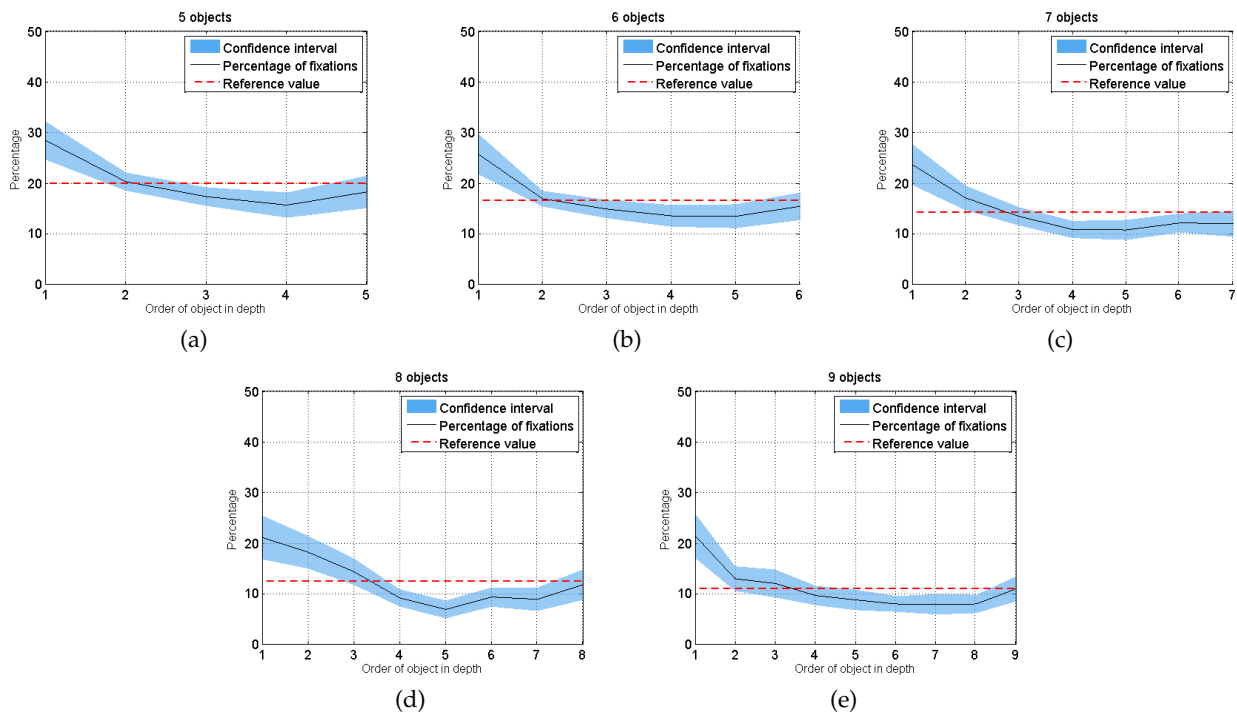 5 objects
50
40
30
20
10
0
Percentage
Confidence interval
Percentage of fixations
Reference value
1 2 3 4 5
Order of object in depth
(a)
6 objects
50
40
30
20
10
0
Percentage
Confidence interval
Percentage of fixations
Reference value
1 2 3 4 5 6
Order of object in depth
(b)
7 objects
50
40
30
20
10
0
Percentage
Confidence interval
Percentage of fixations
Reference value
1 2 3 4 5 6 7
Order of object in depth
(c)
8 objects
50
40
30
20
10
0
Percentage
Confidence interval
Percentage of fixations
Reference value
1 2 3 4 5 6 7 8
Order of object in depth
(d)
9 objects
50
40
30
20
10
0
Percentage
Confidence interval
Percentage of fixations
Reference value
1 2 3 4 5 6 7 8 9
Order of object in depth
(e)